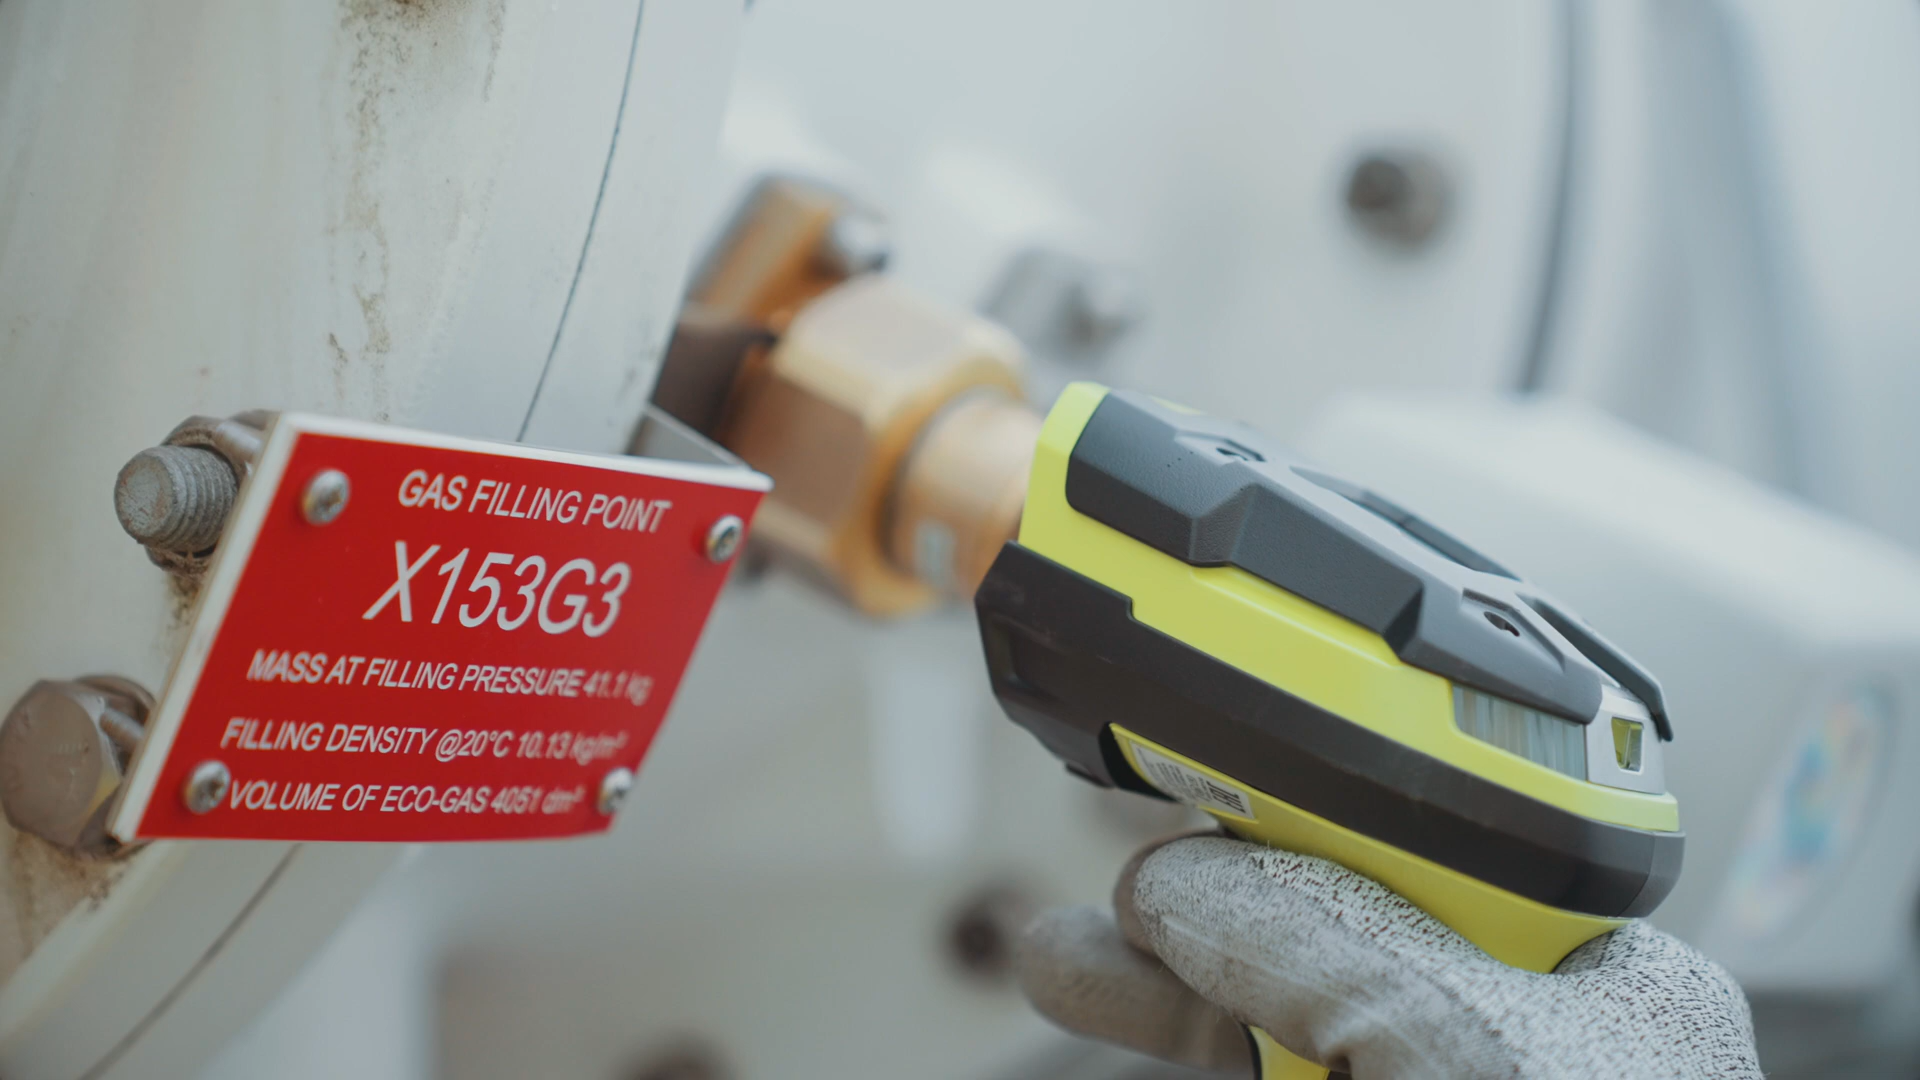 GAS FILLING POINT
X153G3
MASS AT FILLING PRESSURE 41.1 kg
FILLING DENSITY @20°C 10.13 kg/m³
VOLUME OF ECO-GAS 4051 dm³